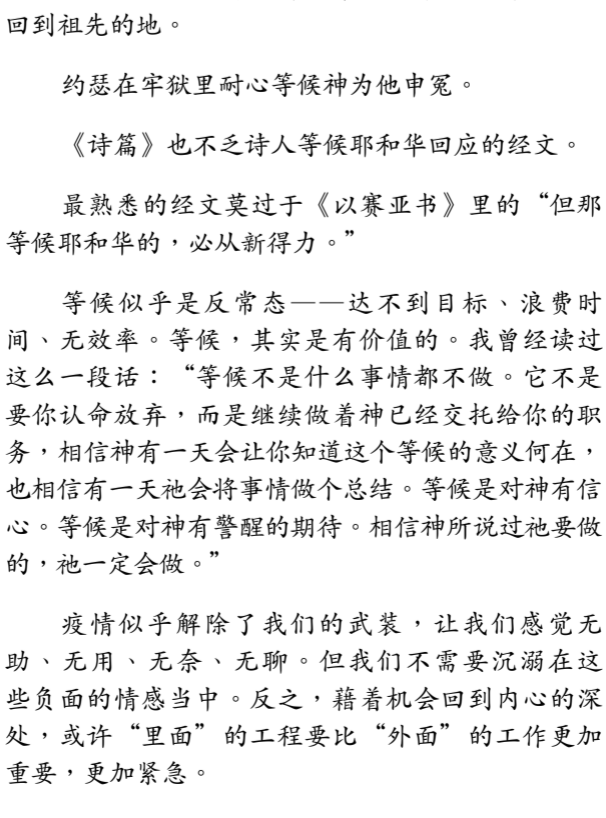 回到祖先的地。
约瑟在牢狱里耐心等候神为他申冤。
《诗篇》也不乏诗人等候耶和华回应的经文。
最熟悉的经文莫过于《以赛亚书》里的“但那
等候耶和华的，必从新得力。”
等候似乎是反常态——达不到目标、浪费时
间、无效率。等候，其实是有价值的。我曾经读过
这么一段话：“等候不是什么事情都不做。它不是
要你认命放弃，而是继续做着神已经交托给你的职
务，相信神有一天会让你知道这个等候的意义何在，
也相信有一天祂会将事情做个总结。等候是对神有信
心。等候是对神有警醒的期待。相信神所说过祂要做
的，祂一定会做。”
疫情似乎解除了我们的武装，让我们感觉无
助、无用、无奈、无聊。但我们不需要沉溺在这
些负面的情感当中。反之，藉着机会回到内心的深
处，或许“里面”的工程要比“外面”的工作更加
重要，更加紧急。